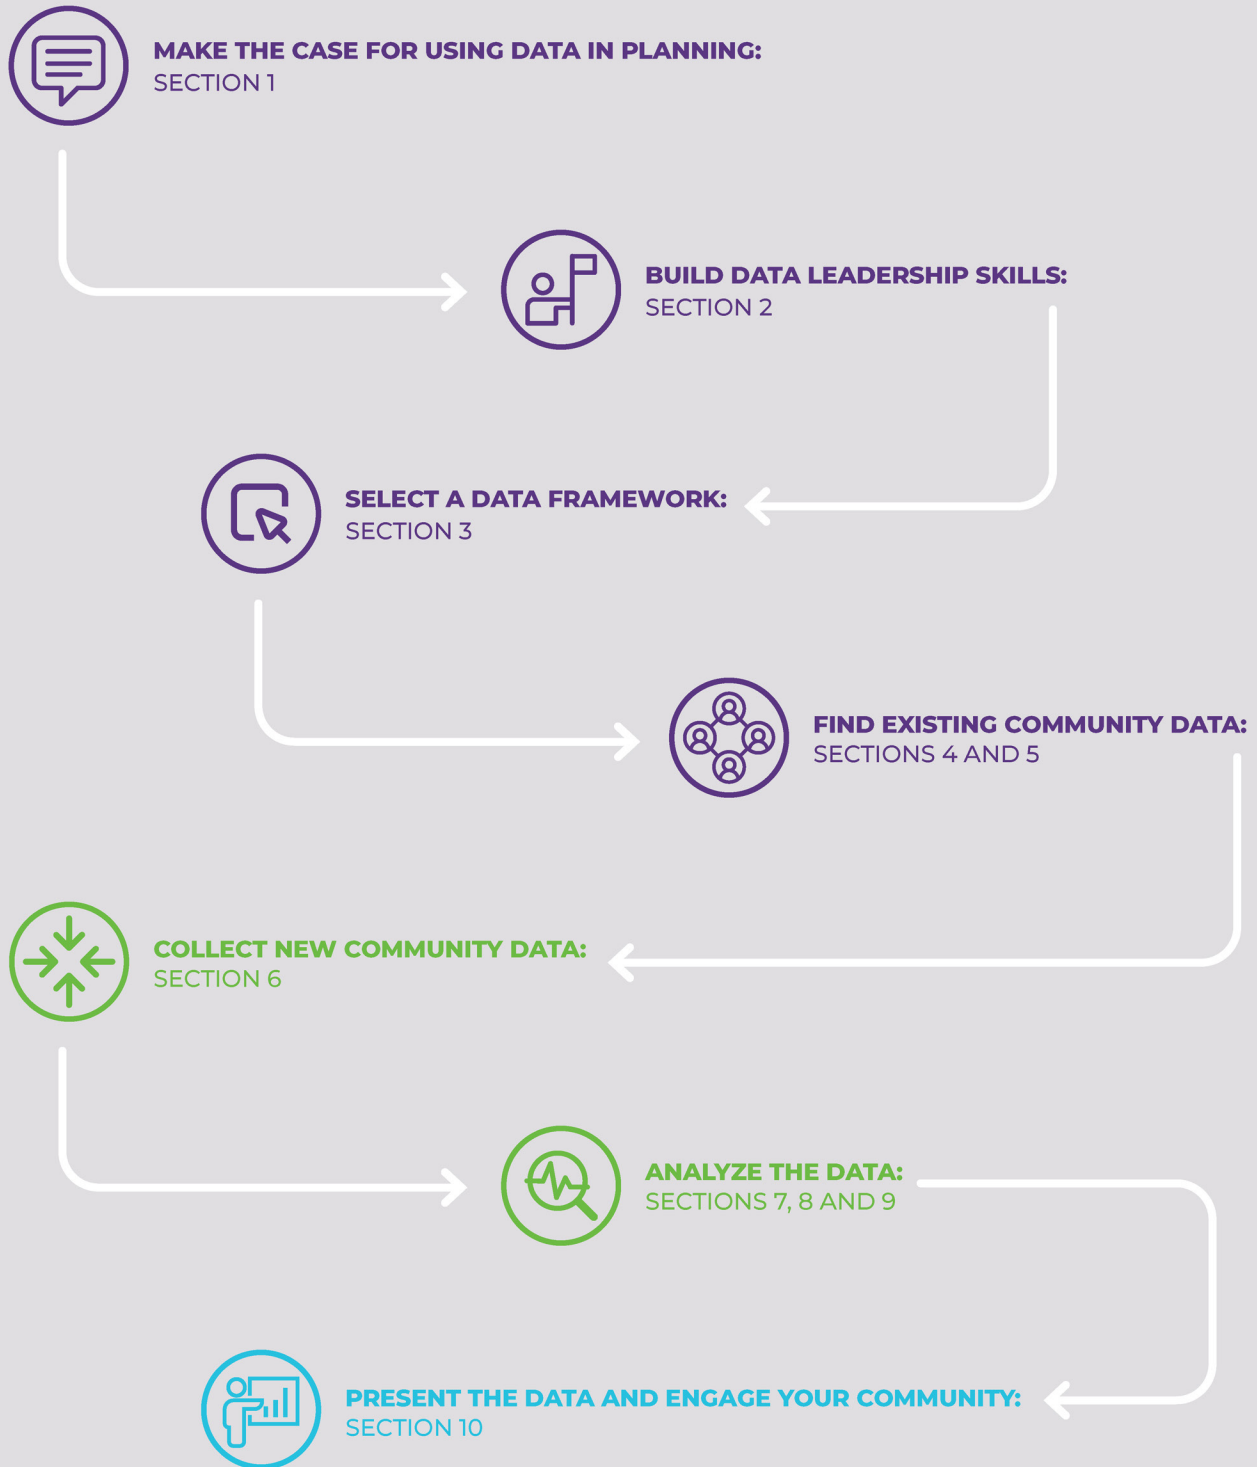 MAKE THE CASE FOR USING DATA IN PLANNING:
SECTION 1
BUILD DATA LEADERSHIP SKILLS:
SECTION 2
SELECT A DATA FRAMEWORK:
SECTION 3
FIND EXISTING COMMUNITY DATA:
SECTIONS 4 AND 5
COLLECT NEW COMMUNITY DATA:
SECTION 6
ANALYZE THE DATA:
SECTIONS 7, 8 AND 9
PRESENT THE DATA AND ENGAGE YOUR COMMUNITY:
SECTION 10